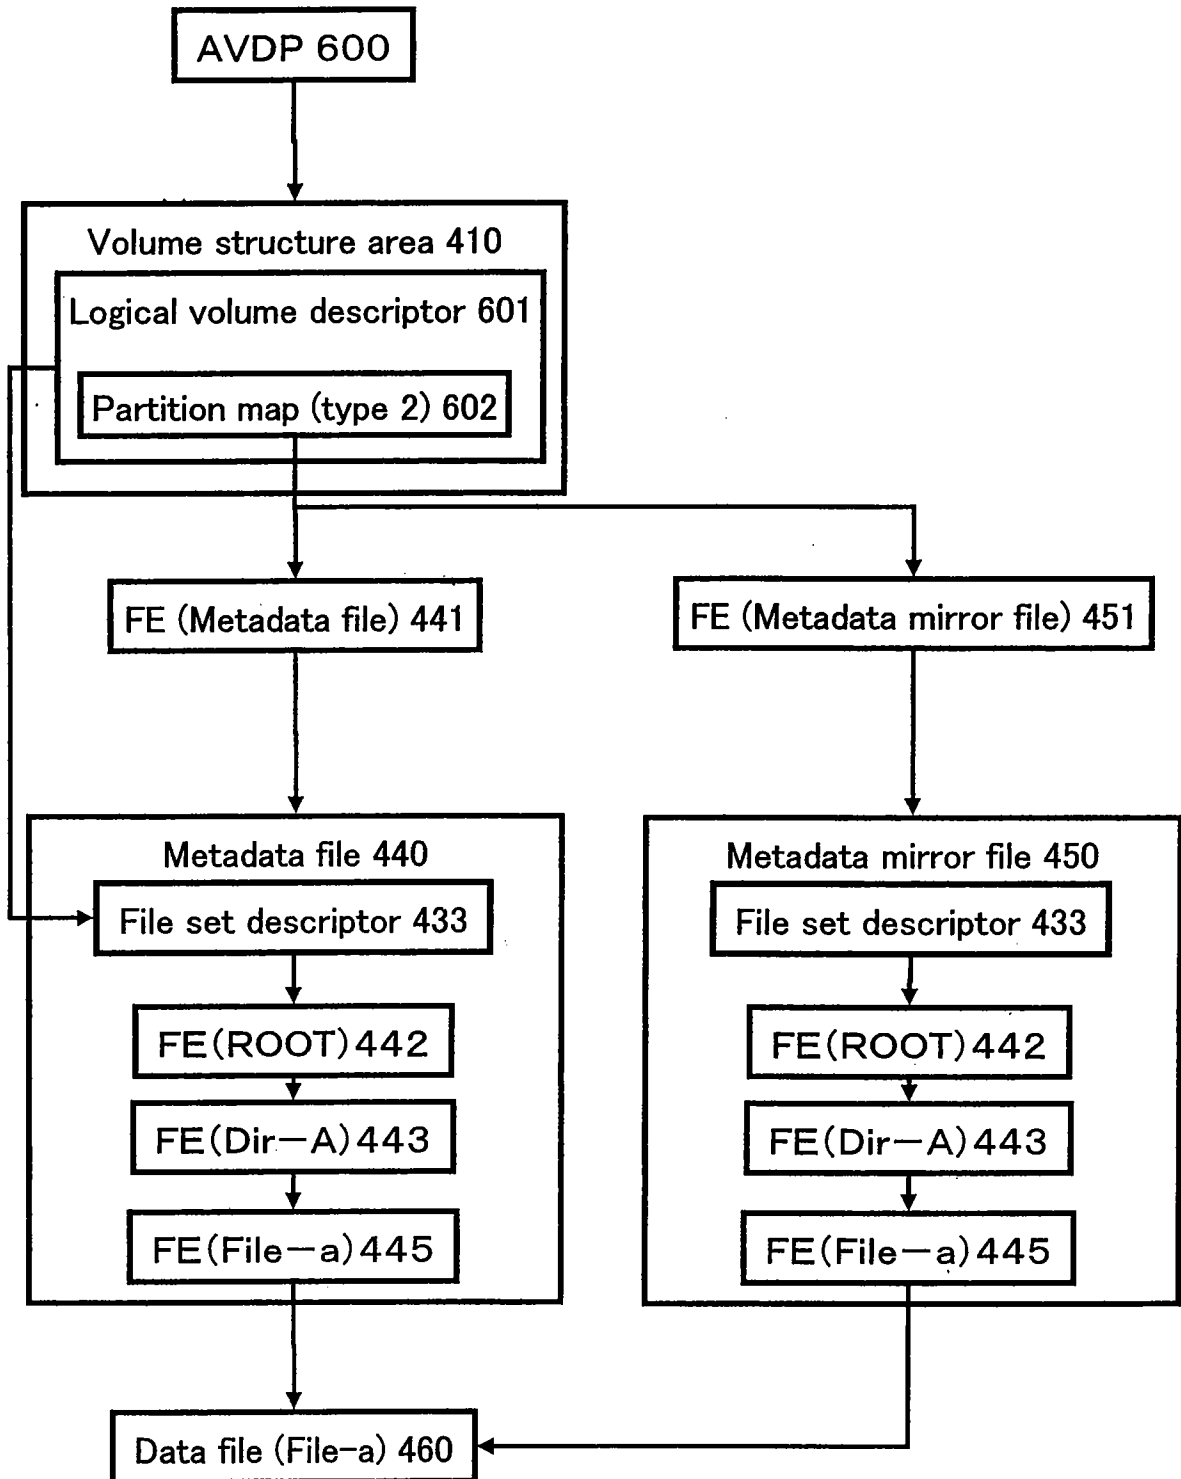 AVDP 600
Volume structure area 410
Logical volume descriptor 601
Partition map (type 2) 602
FE (Metadata file) 441
FE (Metadata mirror file) 451
Metadata file 440
File set descriptor 433
FE(ROOT)442
FE(Dir-A)443
FE(File-a)445
Metadata mirror file 450
File set descriptor 433
FE(ROOT)442
FE(Dir-A)443
FE(File-a)445
Data file (File-a) 460